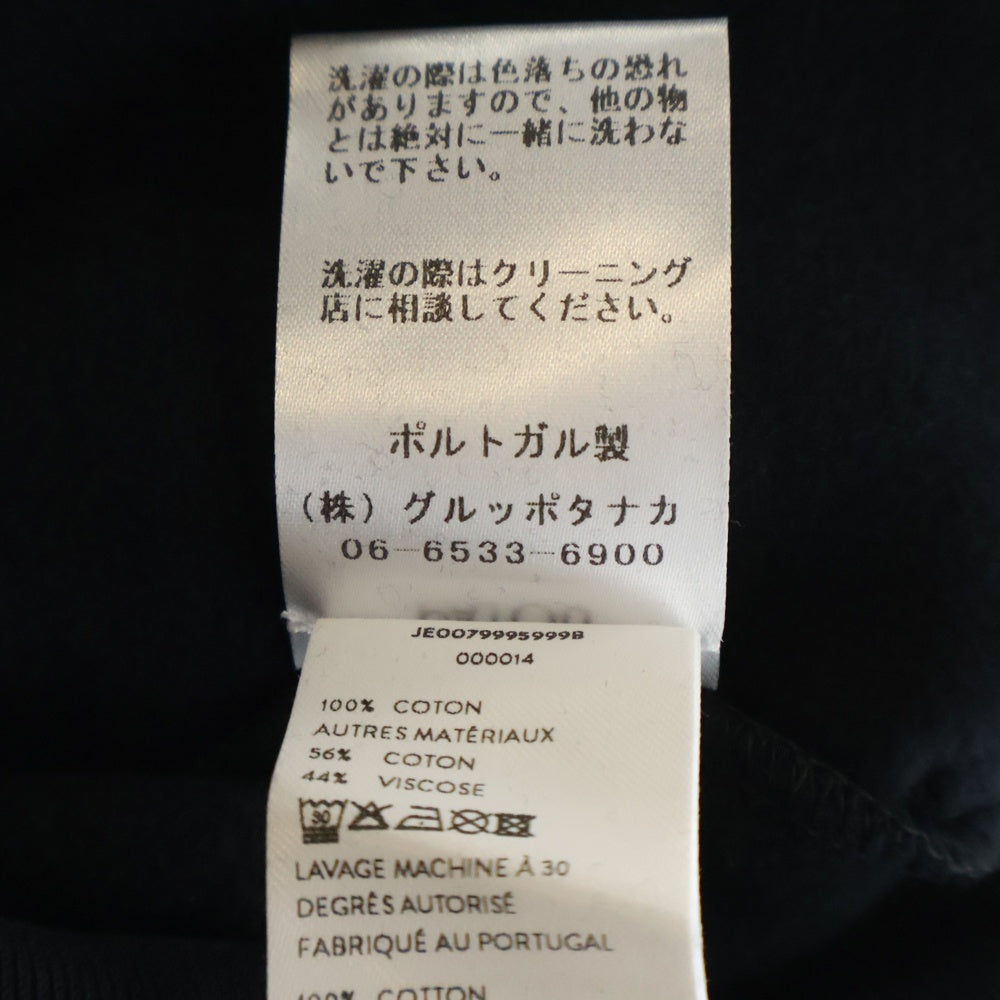 洗濯の際は色落ちの恐れ
がありますので、他の物
とは絶対に一緒に洗わな
いで下さい。
洗濯の際はクリーニング
店に相談してください。
ポルトガル製
(株)グルッポタナカ
06-6533-6900
JE0079995999B
000014
100% COTON
AUTRES MATÉRIAUX
56% COTON
44% VISCOSE
30
LAVAGE MACHINE À 30
DEGRÊS AUTORISÉ
FABRIQUÉ AU PORTUGAL
100% COTTON